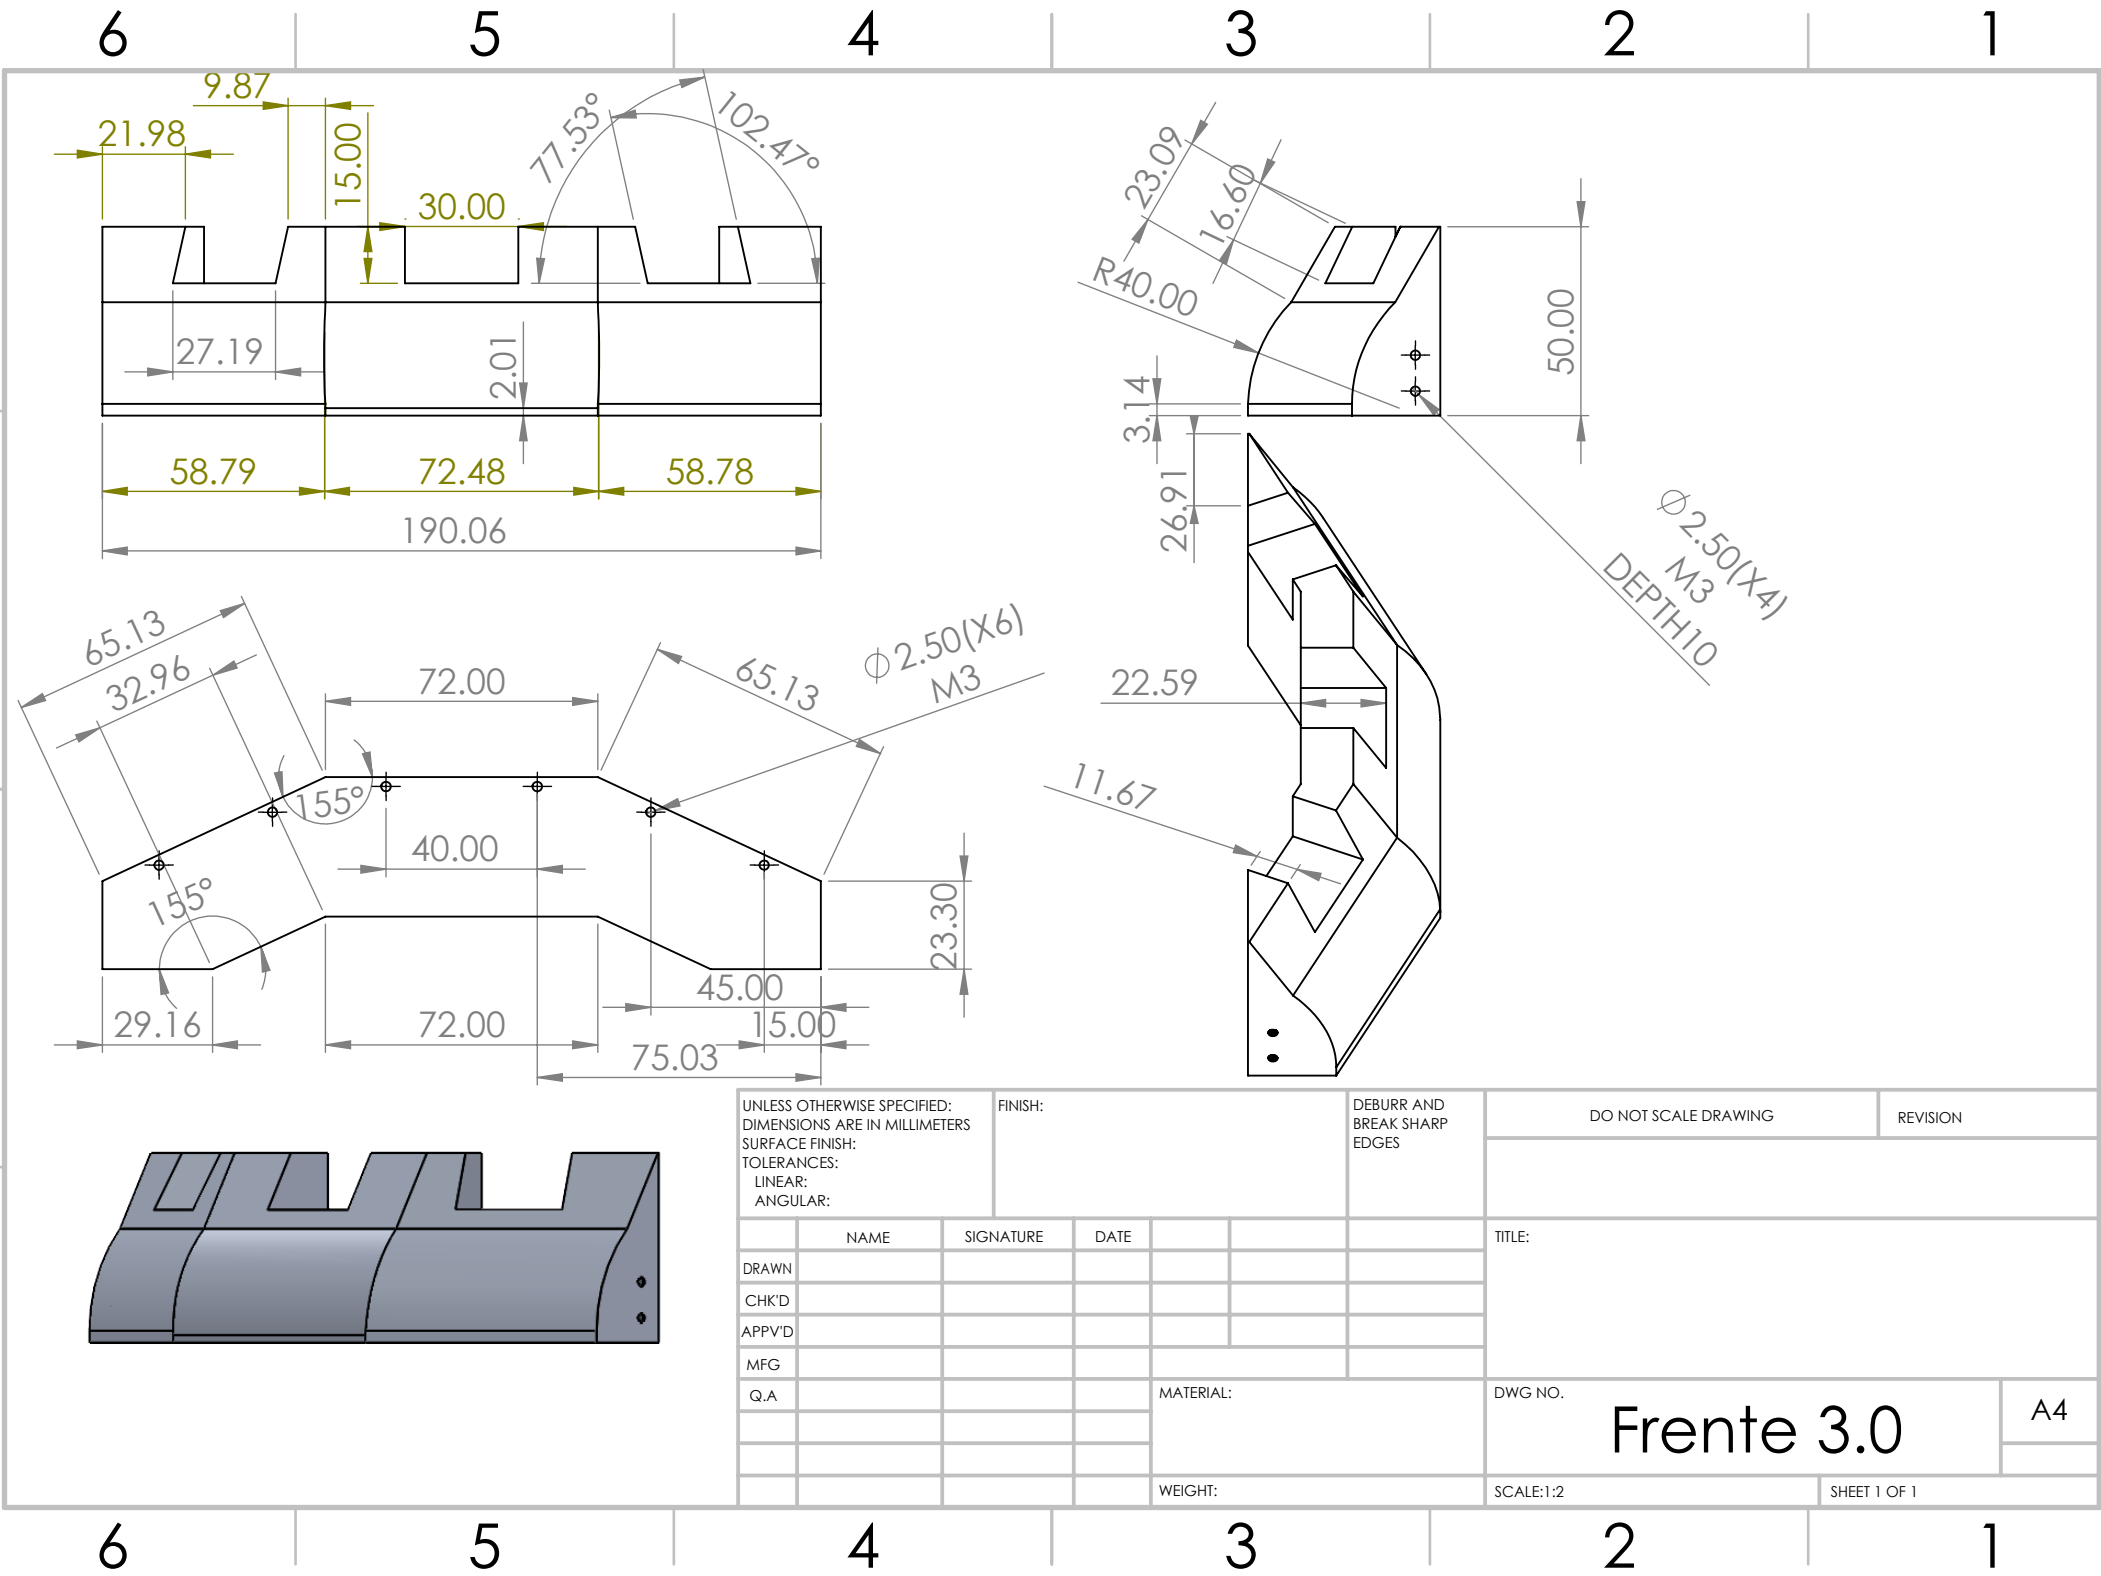 6 5 4 3 2 1
9.87
21.98
15.00
30.00
77.53°
102.47°
27.19
2.01
58.79 72.48 58.78
190.06
23.09
16.60
R40.00
50.00
3.14
26.91
⌀2.50(X4)
M3
DEPTH10
65.13
32.96
72.00
65.13
⌀2.50(X6)
M3
155°
40.00
155°
23.30
45.00
29.16
72.00
15.00
75.03
22.59
11.67
UNLESS OTHERWISE SPECIFIED:
DIMENSIONS ARE IN MILLIMETERS
SURFACE FINISH:
TOLERANCES:
LINEAR:
ANGULAR:
FINISH:
DEBURR AND
BREAK SHARP
EDGES
DO NOT SCALE DRAWING
REVISION
NAME SIGNATURE DATE
TITLE:
DRAWN
CHK'D
APPV'D
MFG
Q.A
MATERIAL:
DWG NO.
Frente 3.0
A4
WEIGHT:
SCALE:1:2
SHEET 1 OF 1
6 5 4 3 2 1